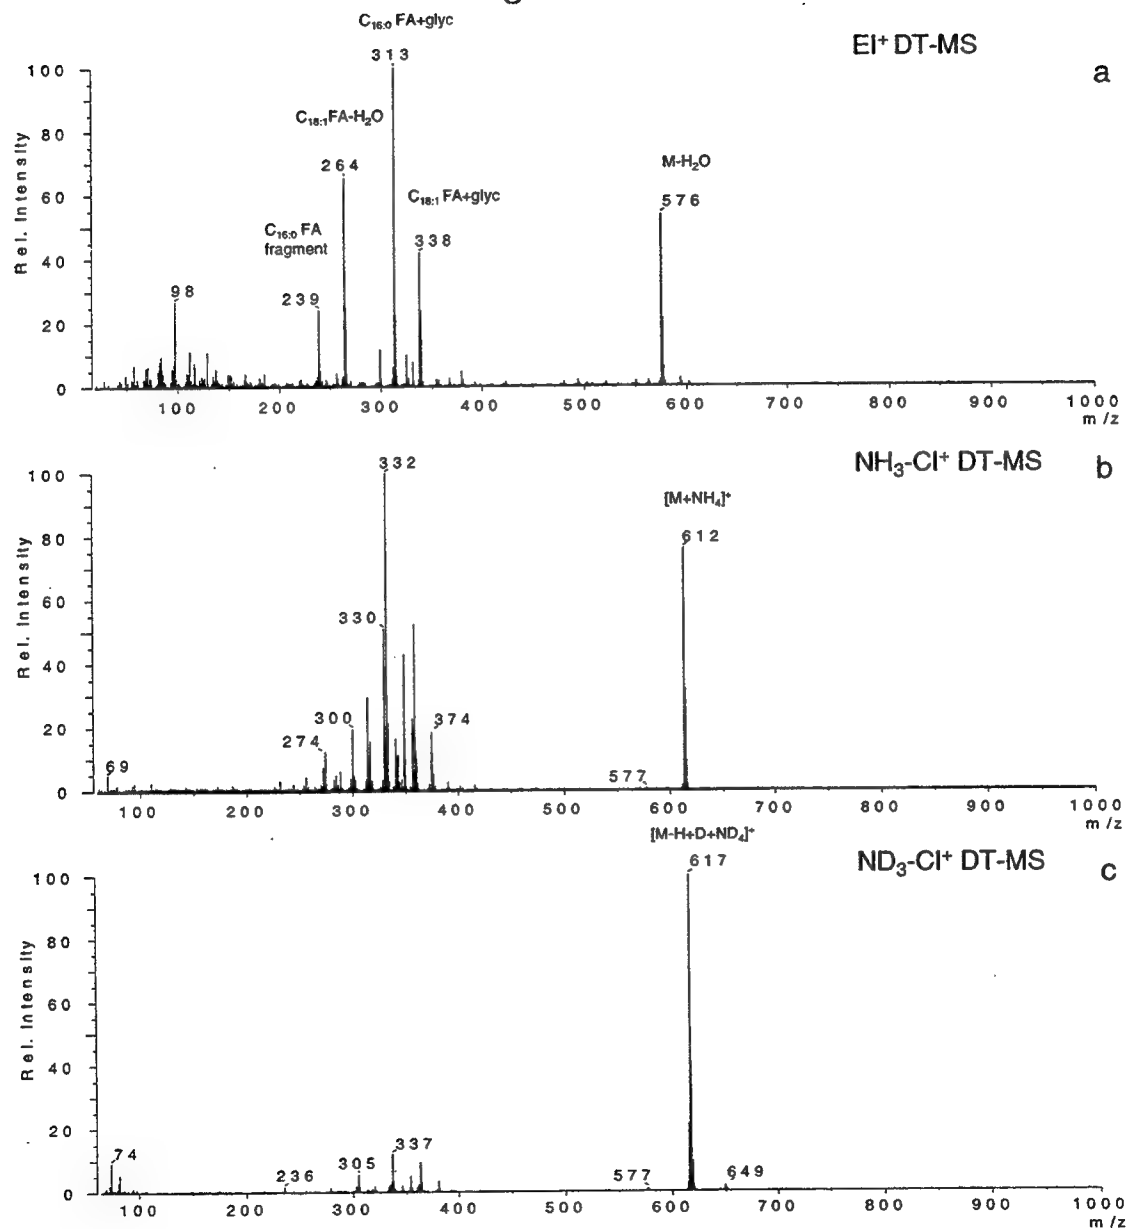 C16:0 FA+glyc
313
EI+ DT-MS
a
100
C18:1FA-H2O
80
264
M-H2O
576
C18:1 FA+glyc
60
C16:0 FA
fragment
338
40
239
98
20
0
Rel. Intensity
100 200 300 400 500 600 700 800 900 1000
m/z
332
NH3-CI+ DT-MS
b
100
[M+NH4]+
612
80
330
60
40
300
374
274
20
69
577
0
Rel. Intensity
100 200 300 400 500 600 700 800 900 1000
m/z
[M-H+D+ND4]+
617
ND3-CI+ DT-MS
c
100
80
60
40
20
74
337
305
236
577
649
0
Rel. Intensity
100 200 300 400 500 600 700 800 900 1000
m/z